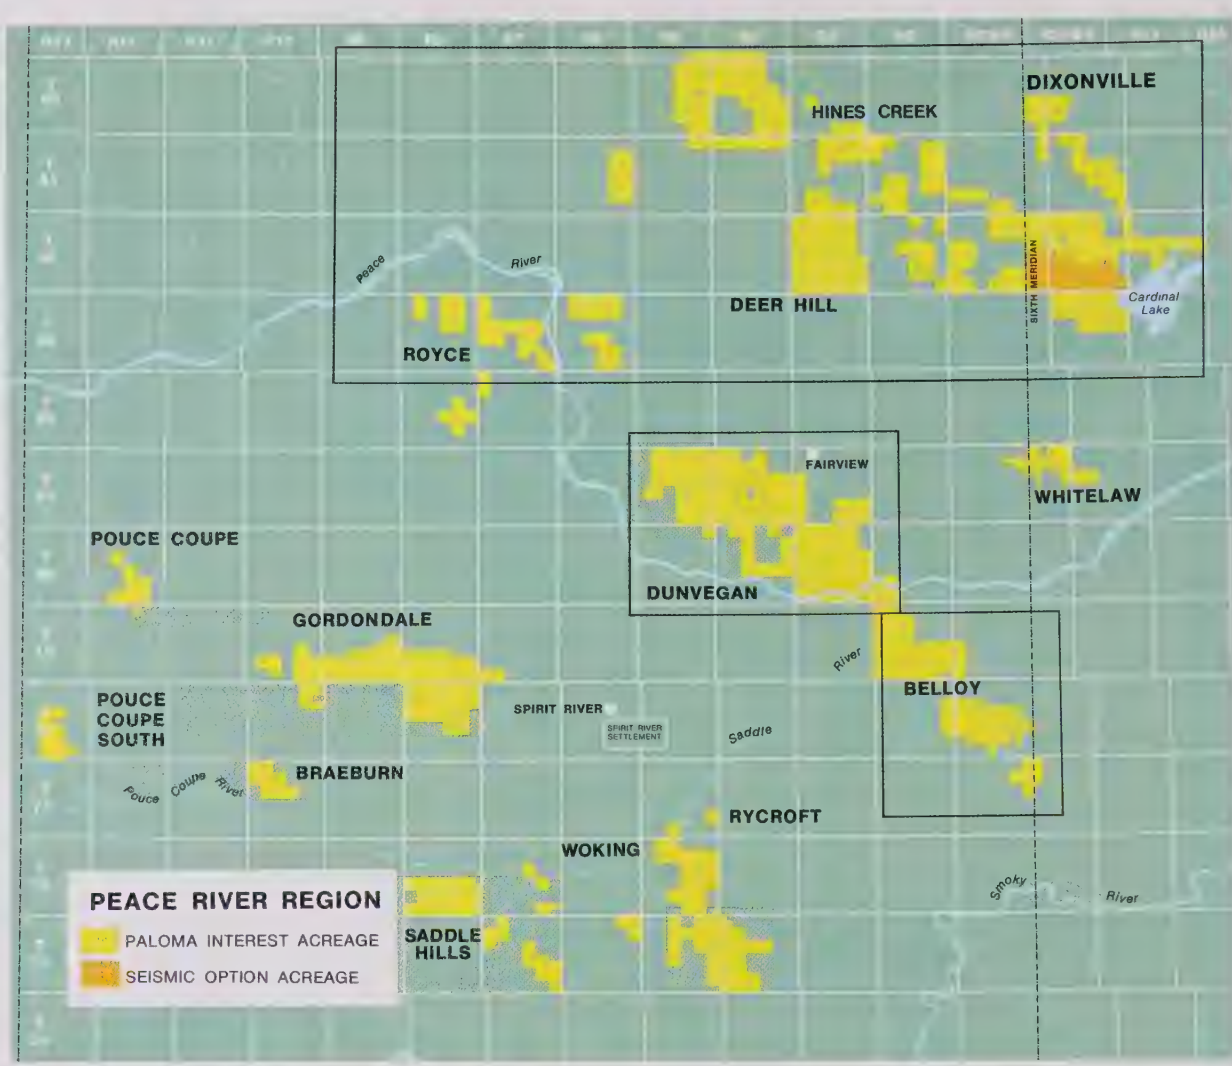 DIXONVILLE
HINES CREEK
Peace
River
SIXTH MERIDIAN
DEER HILL
Cardinal
Lake
ROYCE
FAIRVIEW
WHITELAW
POUCE COUPE
DUNVEGAN
GORDONDALE
River
BELLOY
POUCE
COUPE
SOUTH
SPIRIT RIVER
SPIRIT RIVER
SETTLEMENT
Saddle
BRAEBURN
Pouce Coupe River
RYCROFT
WOKING
Smoky
River
PEACE RIVER REGION
PALOMA INTEREST ACREAGE
SEISMIC OPTION ACREAGE
SADDLE
HILLS